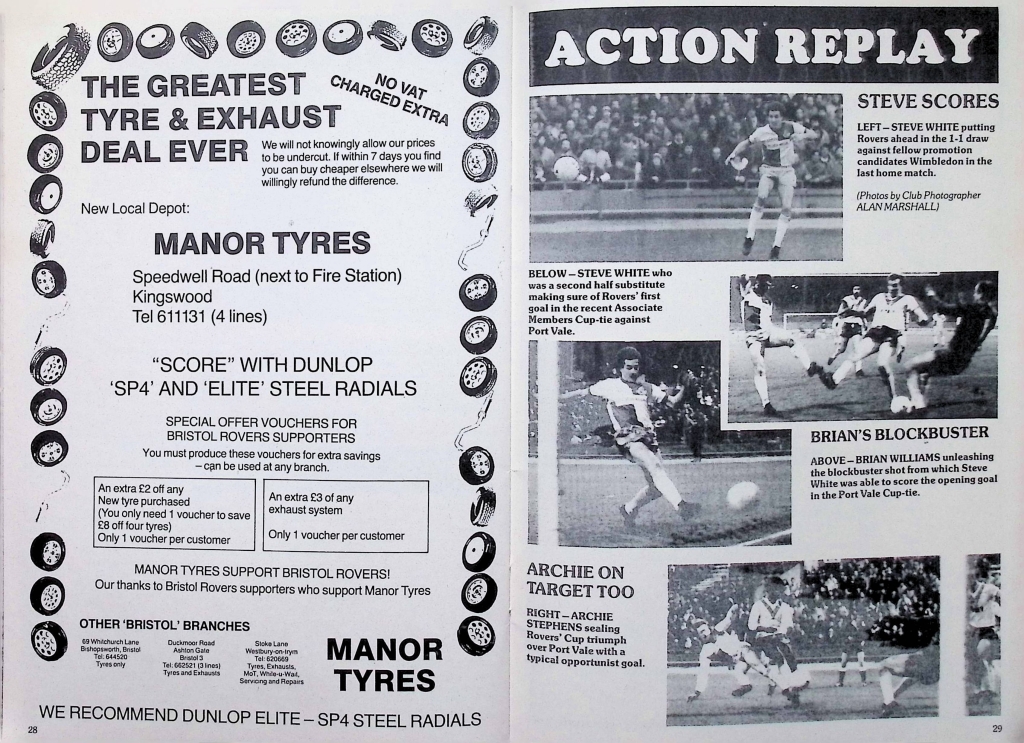 THE GREATEST
TYRE & EXHAUST
DEAL EVER
NO VAT
CHARGED EXTRA
We will not knowingly allow our prices
to be undercut. If within 7 days you find
you can buy cheaper elsewhere we will
willingly refund the difference.
New Local Depot:
MANOR TYRES
Speedwell Road (next to Fire Station)
Kingswood
Tel 611131 (4 lines)
"SCORE" WITH DUNLOP
'SP4' AND 'ELITE' STEEL RADIALS
SPECIAL OFFER VOUCHERS FOR
BRISTOL ROVERS SUPPORTERS
You must produce these vouchers for extra savings
– can be used at any branch.
An extra £2 off any
New tyre purchased
(You only need 1 voucher to save
£8 off four tyres)
Only 1 voucher per customer
An extra £3 of any
exhaust system
Only 1 voucher per customer
MANOR TYRES SUPPORT BRISTOL ROVERS!
Our thanks to Bristol Rovers supporters who support Manor Tyres
OTHER 'BRISTOL' BRANCHES
69 Whitchurch Lane
Bishopsworth, Bristol
Tel: 644520
Tyres only
Duckmoor Road
Ashton Gate
Bristol 3
Tel: 662521 (3 lines)
Tyres and Exhausts
Stoke Lane
Westbury-on-trym
Tel: 620669
Tyres, Exhausts,
MoT, While-u-Wait,
Servicing and Repairs
MANOR
TYRES
WE RECOMMEND DUNLOP ELITE – SP4 STEEL RADIALS
28
ACTION REPLAY
STEVE SCORES
LEFT – STEVE WHITE putting
Rovers ahead in the 1-1 draw
against fellow promotion
candidates Wimbledon in the
last home match.
(Photos by Club Photographer
ALAN MARSHALL)
BELOW – STEVE WHITE who
was a second half substitute
making sure of Rovers' first
goal in the recent Associate
Members Cup-tie against
Port Vale.
BRIAN'S BLOCKBUSTER
ABOVE – BRIAN WILLIAMS unleashing
the blockbuster shot from which Steve
White was able to score the opening goal
in the Port Vale Cup-tie.
ARCHIE ON
TARGET TOO
RIGHT – ARCHIE
STEPHENS sealing
Rovers' Cup triumph
over Port Vale with a
typical opportunist goal.
29